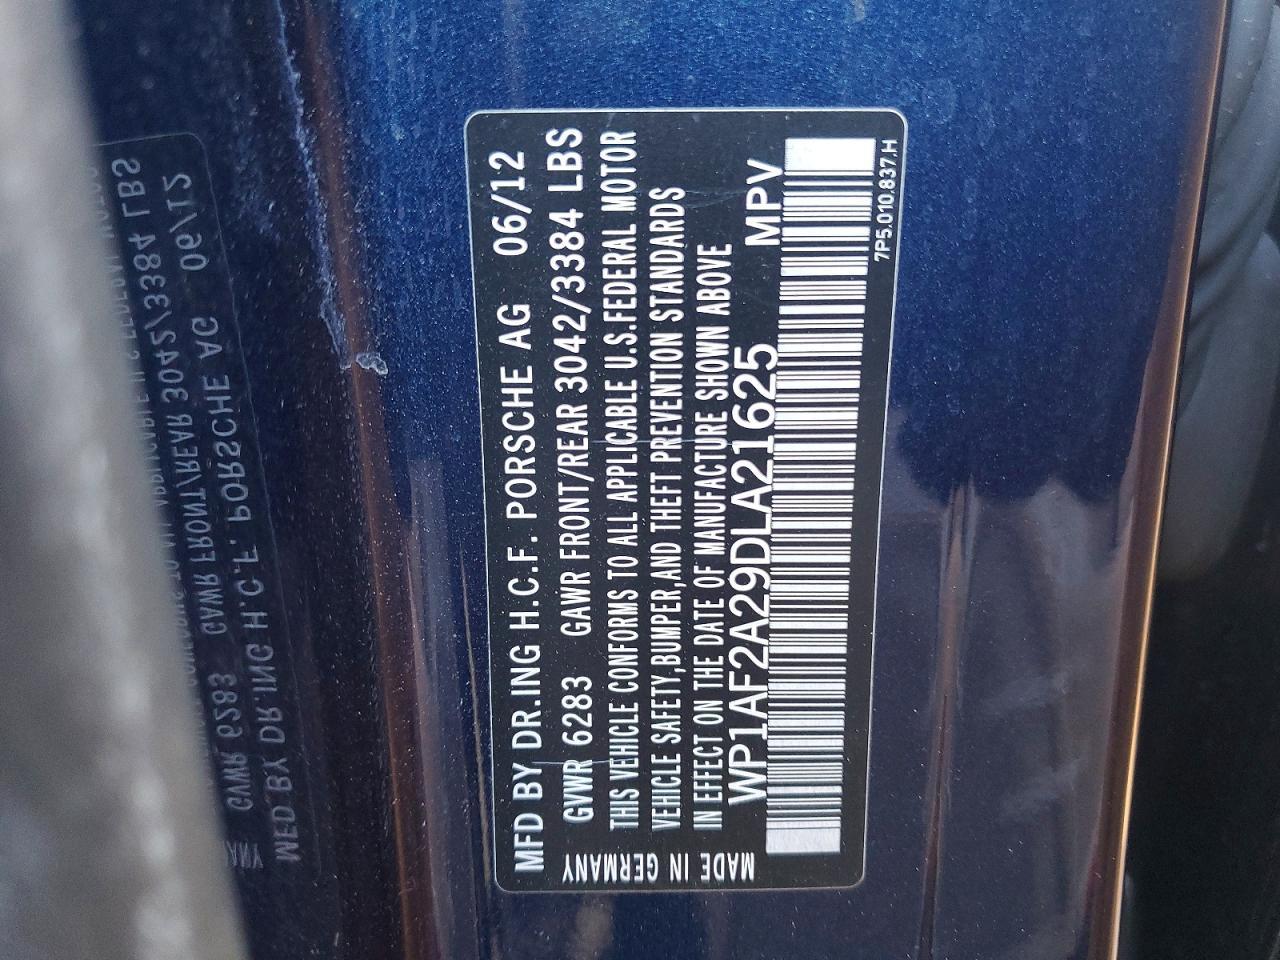 MFD BY DR.ING H.C.F. PORSCHE AG 06/12
GVWR 6283 GAWR FRONT/REAR 3042/3384 LBS
THIS VEHICLE CONFORMS TO ALL APPLICABLE U.S.FEDERAL MOTOR
VEHICLE SAFETY,BUMPER,AND THEFT PREVENTION STANDARDS
IN EFFECT ON THE DATE OF MANUFACTURE SHOWN ABOVE
WP1AF2A29DLA21625 MPV
MADE IN GERMANY
7P5.010.837.H